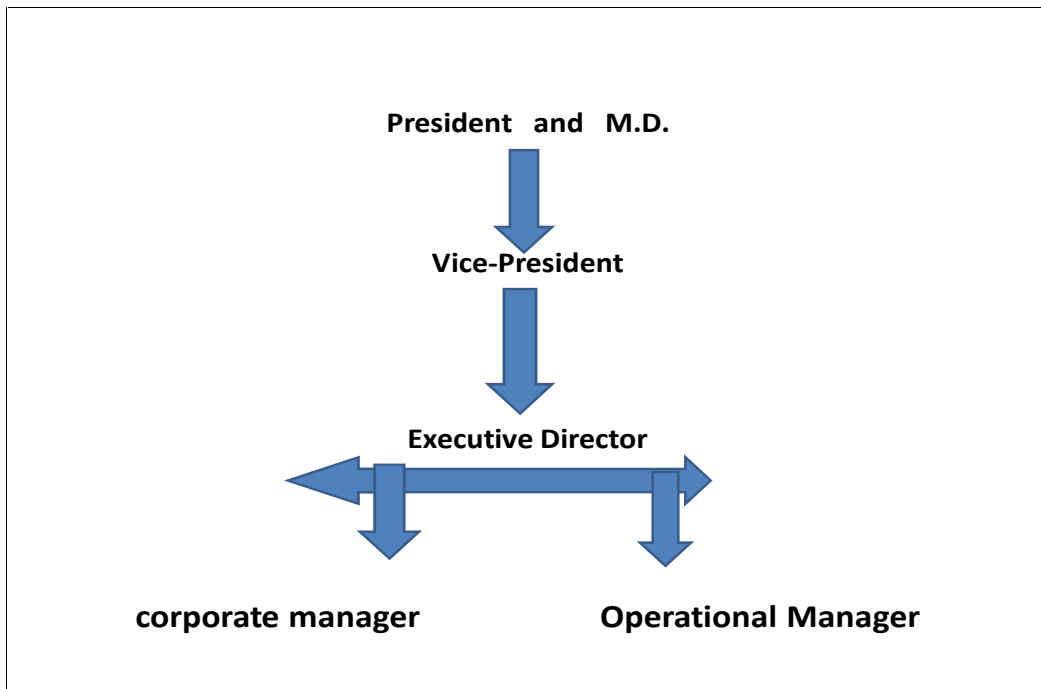 President and M.D.
Vice-President
Executive Director
corporate manager
Operational Manager